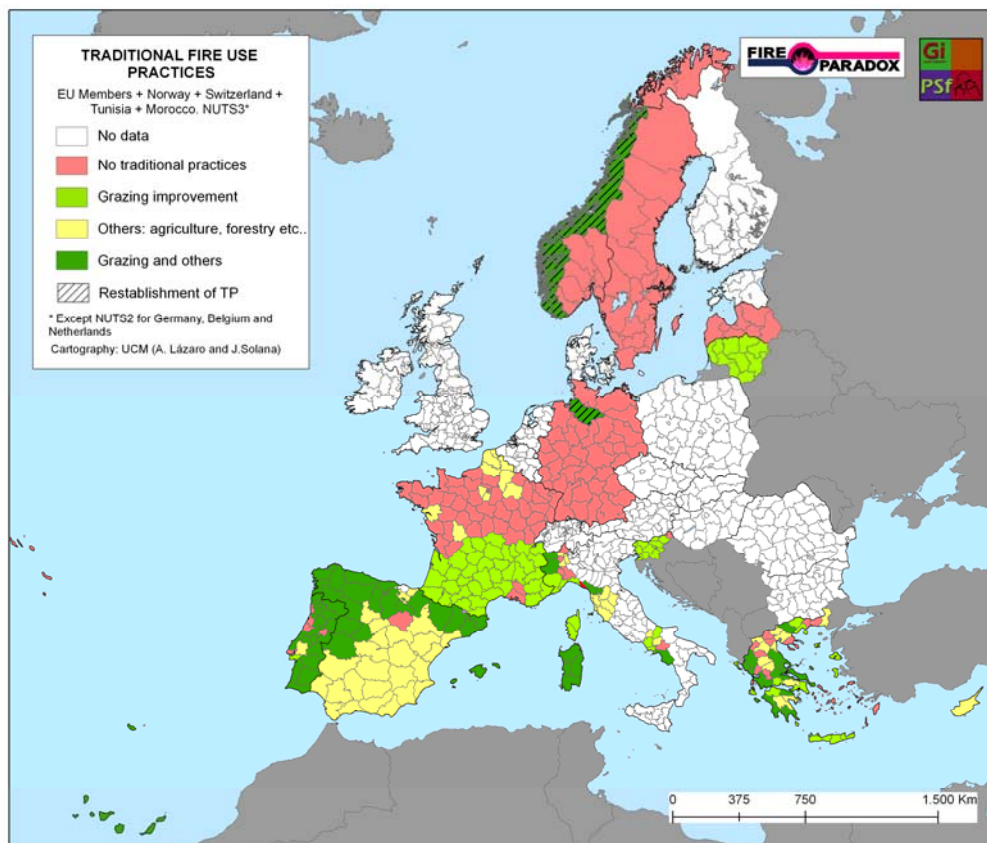 TRADITIONAL FIRE USE
PRACTICES
EU Members + Norway + Switzerland +
Tunisia + Morocco. NUTS3*
No data
No traditional practices
Grazing improvement
Others: agriculture, forestry etc..
Grazing and others
Restablishment of TP
* Except NUTS2 for Germany, Belgium and
Netherlands
Cartography: UCM (A. Lázaro and J.Solana)
FIRE
PARADOX
Gi
PSf
0 375 750 1.500 Km